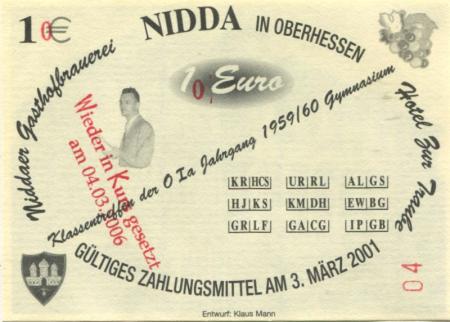 10€
NIDDA IN OBERHESSEN
Niddaer Gasthofbrauerei
10, Euro
Hotel Zur Traube
Klassentreffen der O Ia Jahrgang 1959/60 Gymnasium
Wieder in Kurs gesetzt
am 04.03.2006
KR|HCS UR|RL AL|GS
HJ|KS KM|DH EW|BG
GR|LF GA|CG IP|GB
GÜLTIGES ZAHLUNGSMITTEL AM 3. MÄRZ 2001
04
Entwurf: Klaus Mann